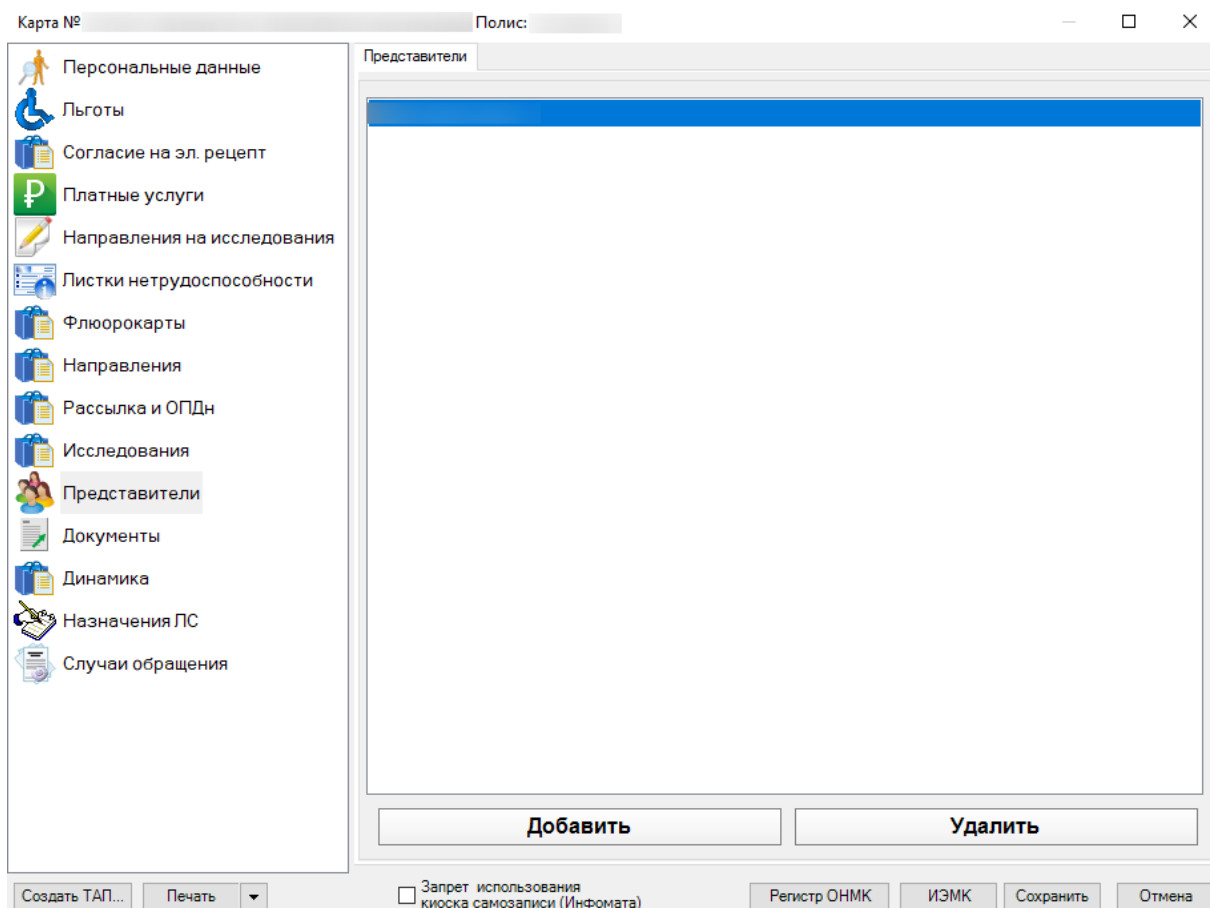 Карта № Полис:
Персональные данные
Льготы
Согласие на эл. рецепт
Платные услуги
Направления на исследования
Листки нетрудоспособности
Флюорокарты
Направления
Рассылка и ОПДн
Исследования
Представители
Документы
Динамика
Назначения ЛС
Случаи обращения
Представители
Добавить Удалить
Создать ТАП... Печать
Запрет использования
киоска самозаписи (Инфомата)
Регистр ОНМК ИЭМК Сохранить Отмена